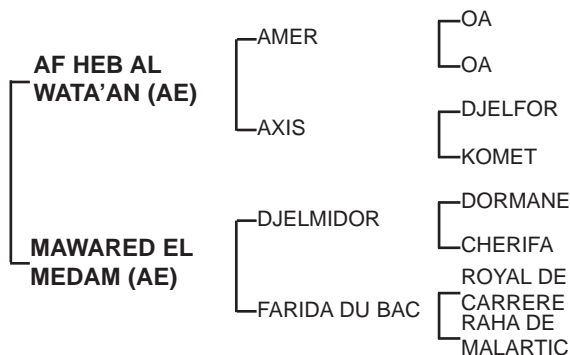 AF HEB AL
WATA’AN (AE)
AMER
OA
OA
AXIS
DJELFOR
KOMET
MAWARED EL
MEDAM (AE)
DJELMIDOR
DORMANE
CHERIFA
FARIDA DU BAC
ROYAL DE
CARRERE
RAHA DE
MALARTIC